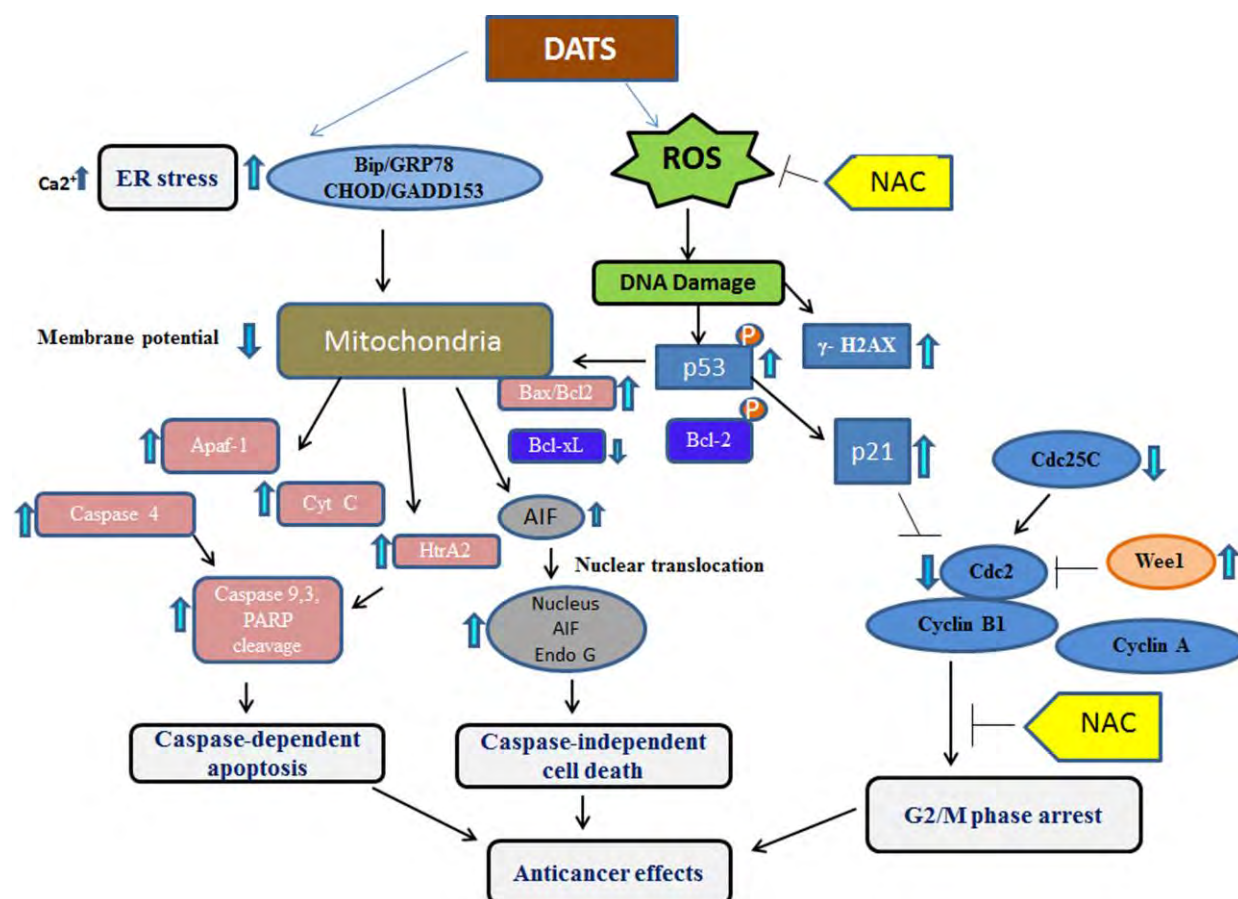 DATS
Ca2+
ER stress
Bip/GRP78
CHOD/GADD153
ROS
NAC
DNA Damage
Membrane potential
Mitochondria
P
p53
γ- H2AX
Bax/Bcl2
P
Apaf-1
Bcl-xL
Bcl-2
p21
Cdc25C
Caspase 4
Cyt C
AIF
HtrA2
Nuclear translocation
Cdc2
Wee1
Caspase 9,3,
PARP
cleavage
Nucleus
AIF
Endo G
Cyclin B1
Cyclin A
NAC
Caspase-dependent
apoptosis
Caspase-independent
cell death
G2/M phase arrest
Anticancer effects